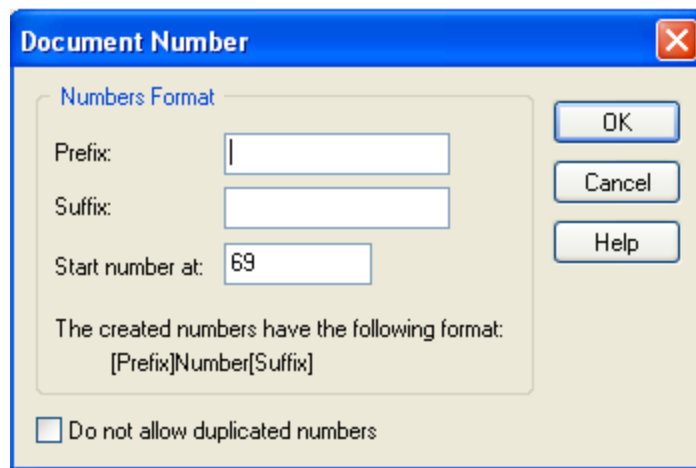 Document Number
Numbers Format
Prefix:
Suffix:
Start number at: 69
The created numbers have the following format:
[Prefix]Number[Suffix]
Do not allow duplicated numbers
OK
Cancel
Help